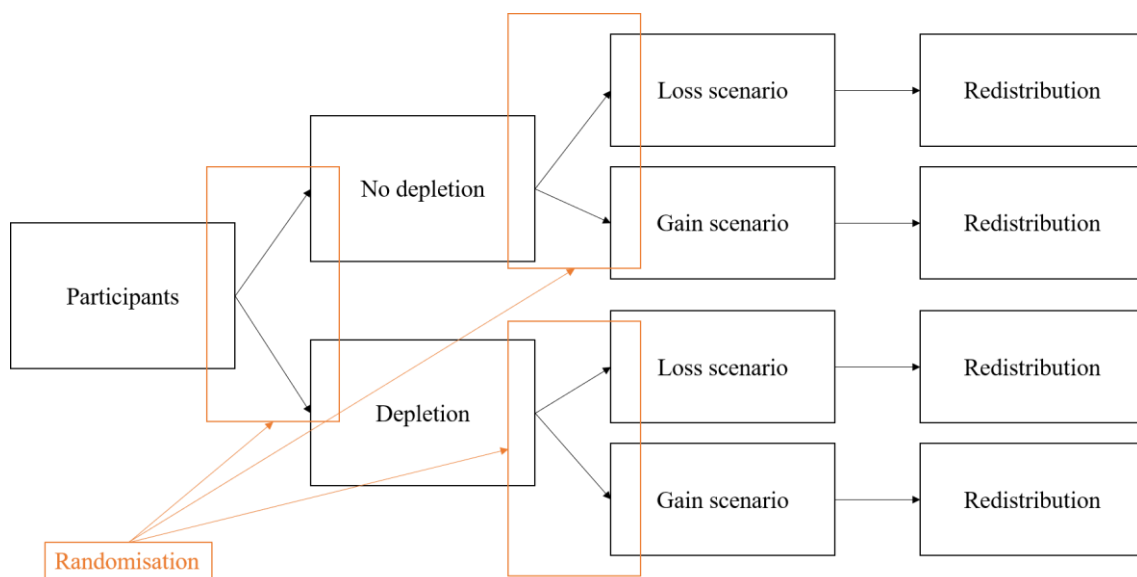 Loss scenario
Redistribution
No depletion
Gain scenario
Redistribution
Participants
Loss scenario
Redistribution
Depletion
Gain scenario
Redistribution
Randomisation